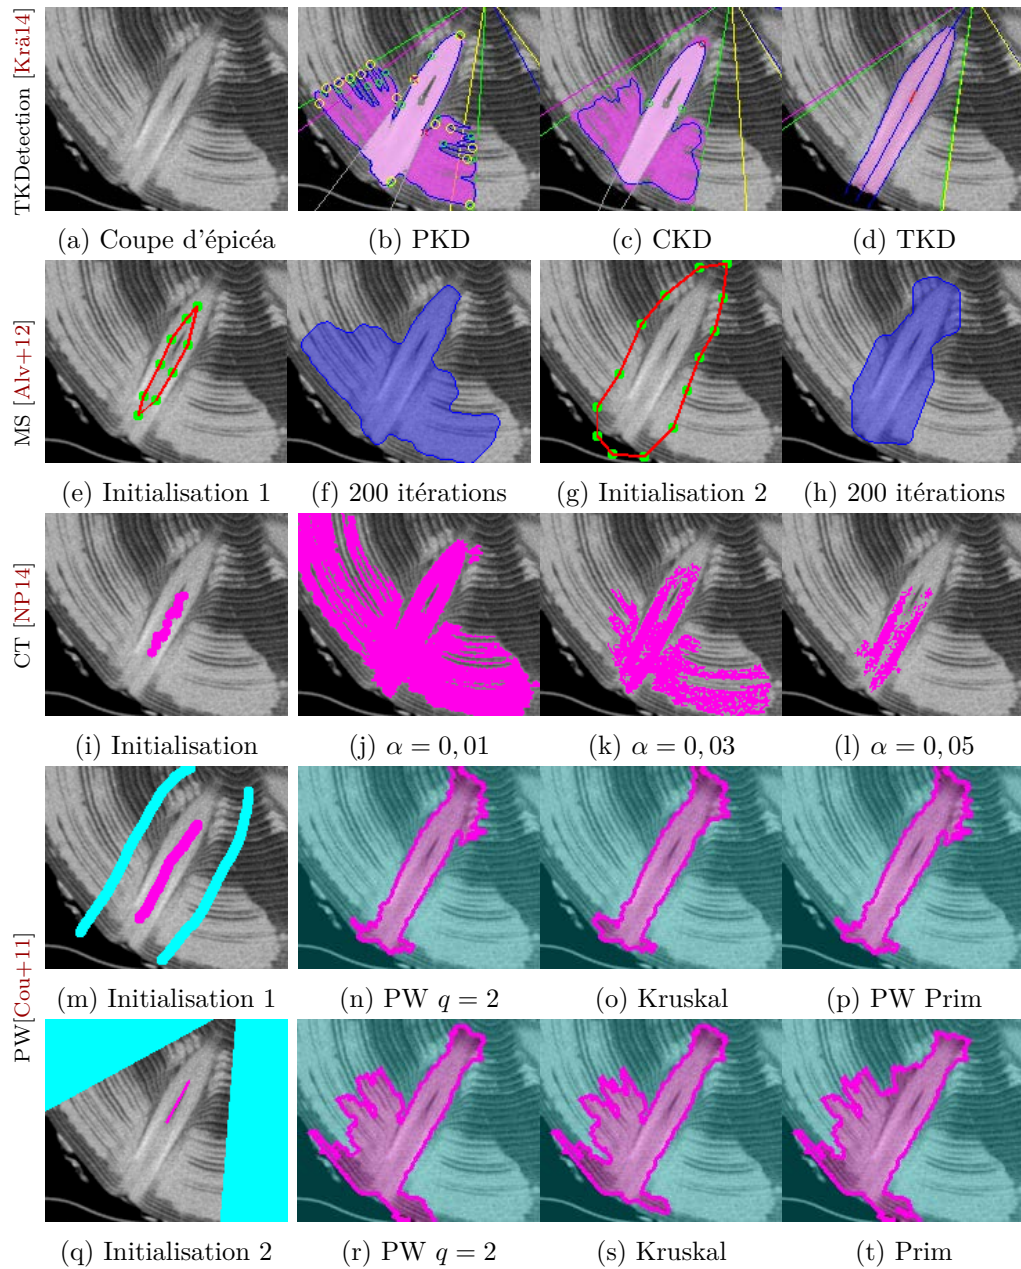 TKDetection [Krä14]
(a) Coupe d'épicéa (b) PKD (c) CKD (d) TKD
MS [Alv+12]
(e) Initialisation 1 (f) 200 itérations (g) Initialisation 2 (h) 200 itérations
CT [NP14]
(i) Initialisation (j) α = 0, 01 (k) α = 0, 03 (l) α = 0, 05
PW[Cou+11]
(m) Initialisation 1 (n) PW q = 2 (o) Kruskal (p) PW Prim
(q) Initialisation 2 (r) PW q = 2 (s) Kruskal (t) Prim